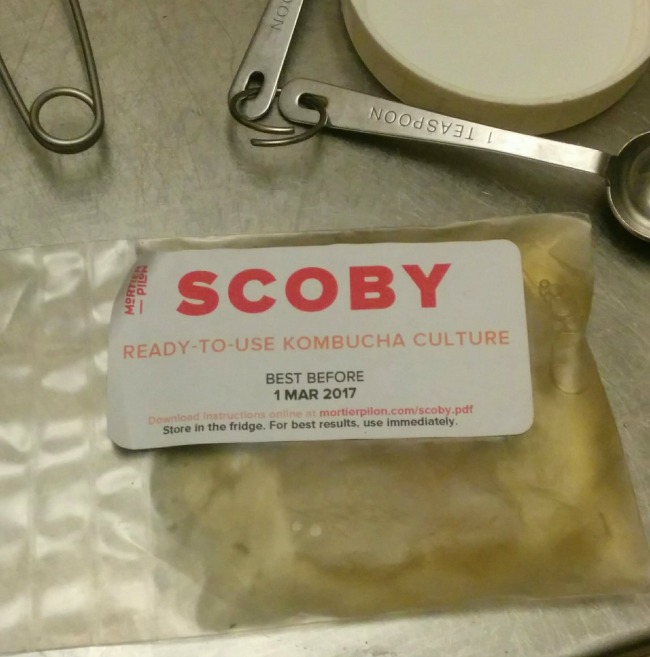 OON
1 TEASPOON
MORTIER
PILON
SCOBY
READY-TO-USE KOMBUCHA CULTURE
BEST BEFORE
1 MAR 2017
Download instructions online at mortierpilon.com/scoby.pdf
Store in the fridge. For best results, use immediately.